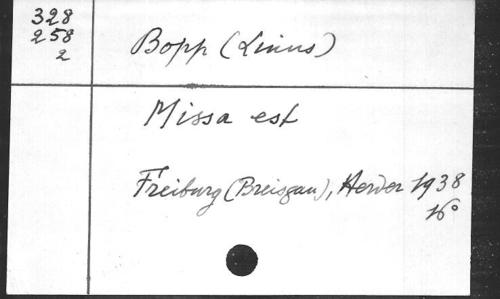 328
258
2
Bopp (Linus)
Missa est
Freiburg (Breisgau), Herder 1938
16°